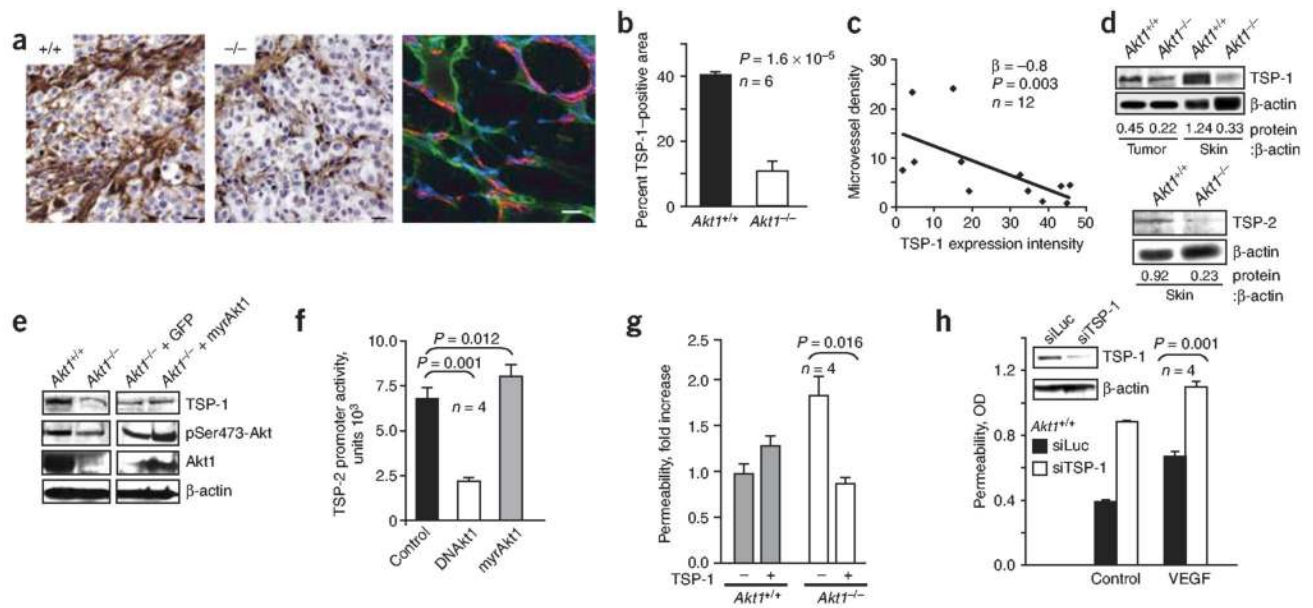 a
+/+
−/−
b
Percent TSP-1–positive area
40
20
0
P = 1.6 × 10−5
n = 6
Akt1+/+
Akt1−/−
c
Microvessel density
30
25
20
15
10
5
0
β = −0.8
P = 0.003
n = 12
0 10 20 30 40 50
TSP-1 expression intensity
d
Akt1+/+ Akt1−/− Akt1+/+ Akt1−/−
TSP-1
β-actin
0.45 0.22 1.24 0.33 protein
Tumor Skin :β-actin
Akt1+/+ Akt1−/−
TSP-2
β-actin
0.92 0.23 protein
Skin :β-actin
e
Akt1+/+ Akt1−/− Akt1−/− + GFP Akt1−/− + myrAkt1
TSP-1
pSer473-Akt
Akt1
β-actin
f
TSP-2 promoter activity,
units 10³
10.0
7.5
5.0
2.5
0
P = 0.012
P = 0.001
n = 4
Control
DNAkt1
myrAkt1
g
Permeability, fold increase
2.5
2.0
1.5
1.0
0.5
0.0
P = 0.016
n = 4
TSP-1 − + − +
Akt1+/+ Akt1−/−
h
siLuc siTSP-1
TSP-1
β-actin
P = 0.001
n = 4
Permeability, OD
1.2
0.8
0.4
0
Akt1+/+
siLuc
siTSP-1
Control VEGF